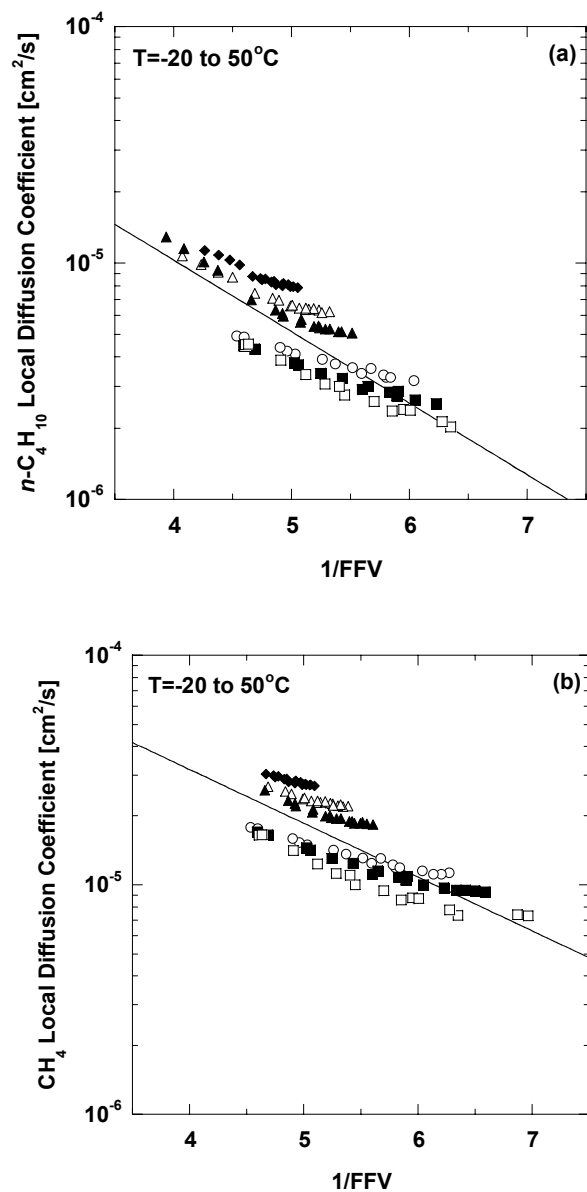 10⁻⁴
T=-20 to 50°C
(a)
n-C₄H₁₀ Local Diffusion Coefficient [cm²/s]
10⁻⁵
10⁻⁶
4 5 6 7
1/FFV
10⁻⁴
T=-20 to 50°C
(b)
CH₄ Local Diffusion Coefficient [cm²/s]
10⁻⁵
10⁻⁶
4 5 6 7
1/FFV